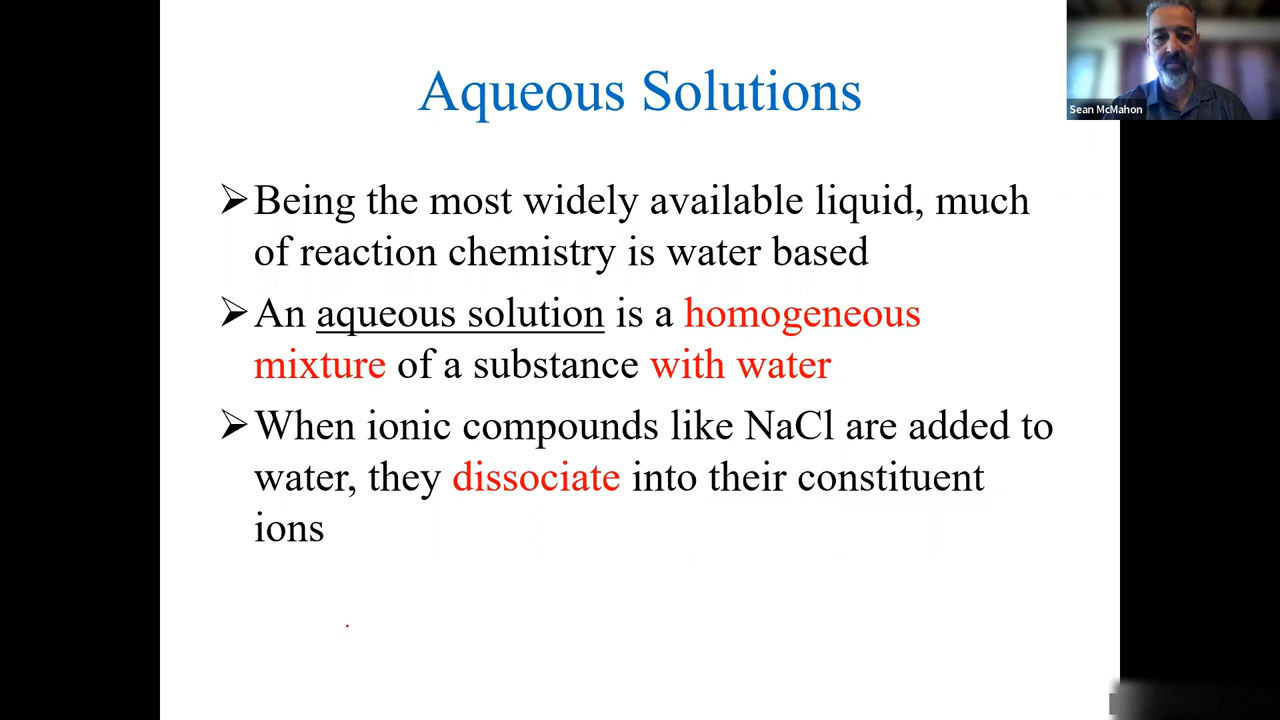 Aqueous Solutions
Sean McMahon
➢Being the most widely available liquid, much
of reaction chemistry is water based
➢An aqueous solution is a homogeneous
mixture of a substance with water
➢When ionic compounds like NaCl are added to
water, they dissociate into their constituent
ions